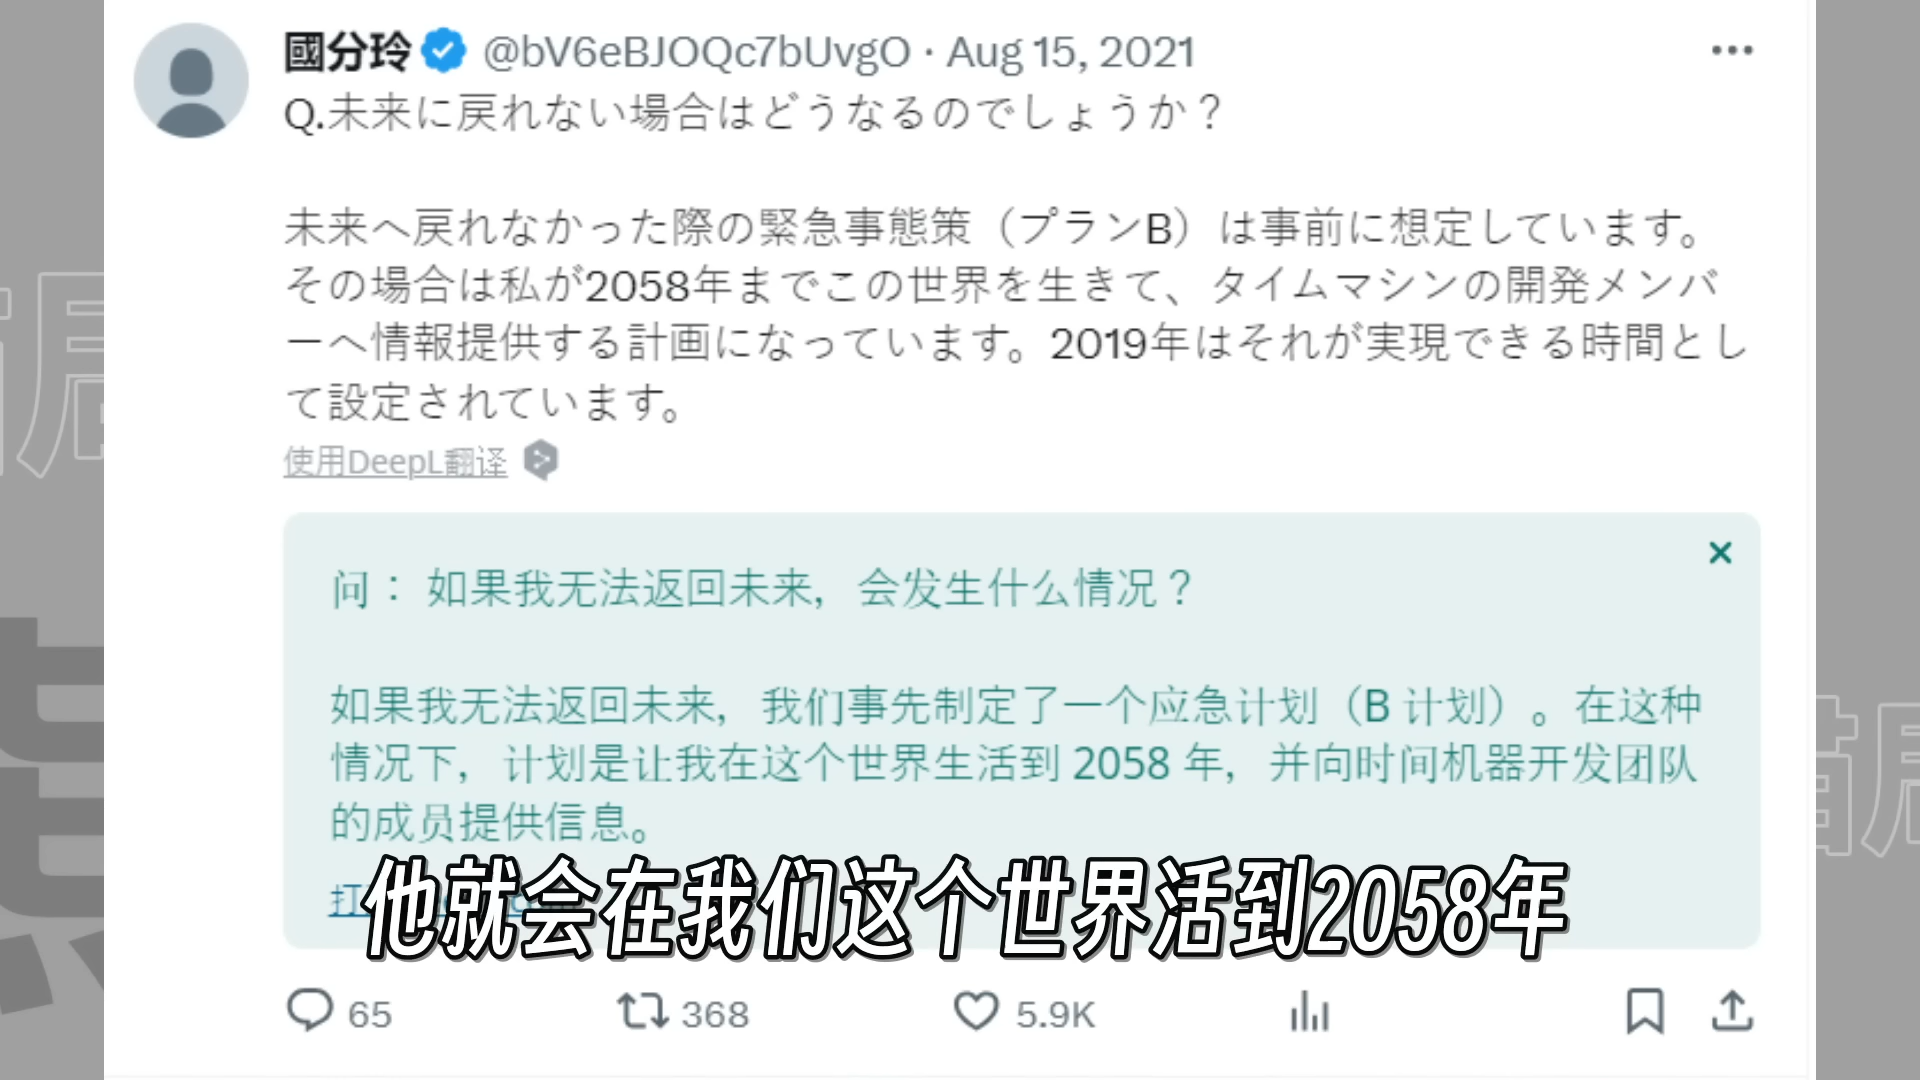 國分玲 @bV6eBJOQc7bUvgO · Aug 15, 2021
Q.未来に戻れない場合はどうなるのでしょうか？
未来へ戻れなかった際の緊急事態策（プランB）は事前に想定しています。
その場合は私が2058年までこの世界を生きて、タイムマシンの開発メンバ
ーへ情報提供する計画になっています。2019年はそれが実現できる時間とし
て設定されています。
使用DeepL翻译
问： 如果我无法返回未来，会发生什么情况？
如果我无法返回未来，我们事先制定了一个应急计划（B 计划）。在这种
情况下，计划是让我在这个世界生活到 2058 年，并向时间机器开发团队
的成员提供信息。
他就会在我们这个世界活到2058年
65 368 5.9K